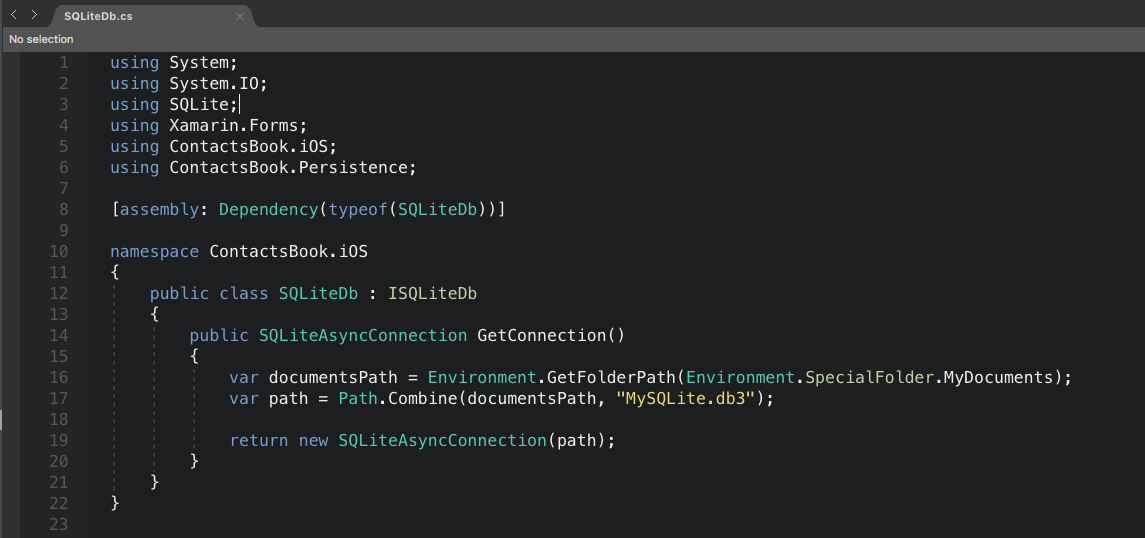 SQLiteDb.cs
No selection
1 using System;
2 using System.IO;
3 using SQLite;
4 using Xamarin.Forms;
5 using ContactsBook.iOS;
6 using ContactsBook.Persistence;
7
8 [assembly: Dependency(typeof(SQLiteDb))]
9
10 namespace ContactsBook.iOS
11 {
12 public class SQLiteDb : ISQLiteDb
13 {
14 public SQLiteAsyncConnection GetConnection()
15 {
16 var documentsPath = Environment.GetFolderPath(Environment.SpecialFolder.MyDocuments);
17 var path = Path.Combine(documentsPath, "MySQLite.db3");
18
19 return new SQLiteAsyncConnection(path);
20 }
21 }
22 }
23